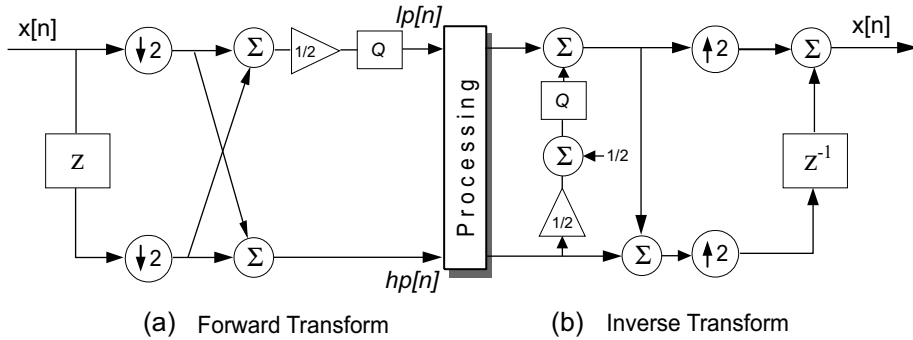 x[n]
↓2
Σ
1/2
Q
lp[n]
Σ
↑2
Σ
x[n]
Q
Z
Σ
1/2
Z⁻¹
1/2
Processing
↓2
Σ
hp[n]
Σ
↑2
(a) Forward Transform
(b) Inverse Transform